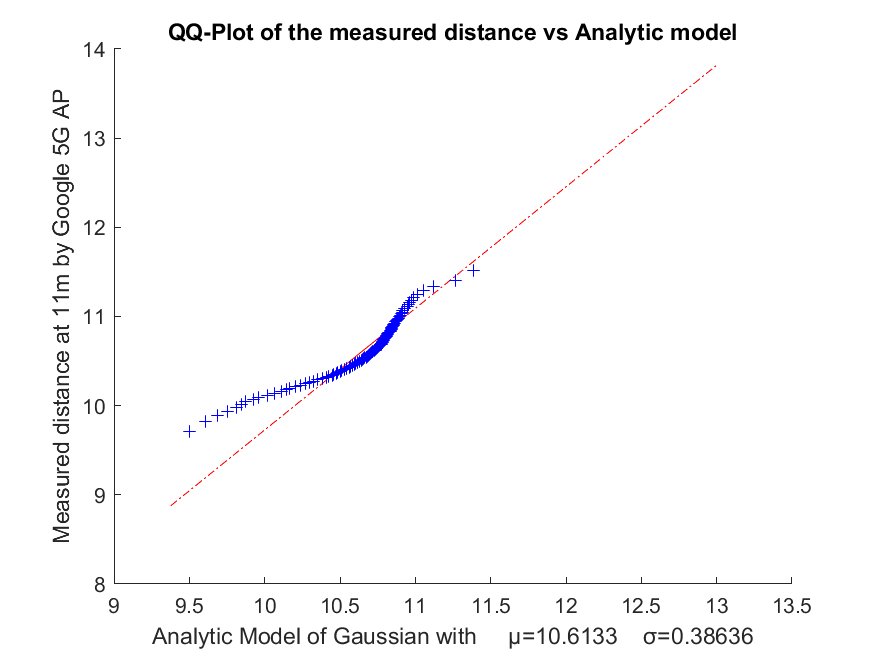 QQ-Plot of the measured distance vs Analytic model
Measured distance at 11m by Google 5G AP
14
13
12
11
10
9
8
9 9.5 10 10.5 11 11.5 12 12.5 13 13.5
Analytic Model of Gaussian with μ=10.6133 σ=0.38636